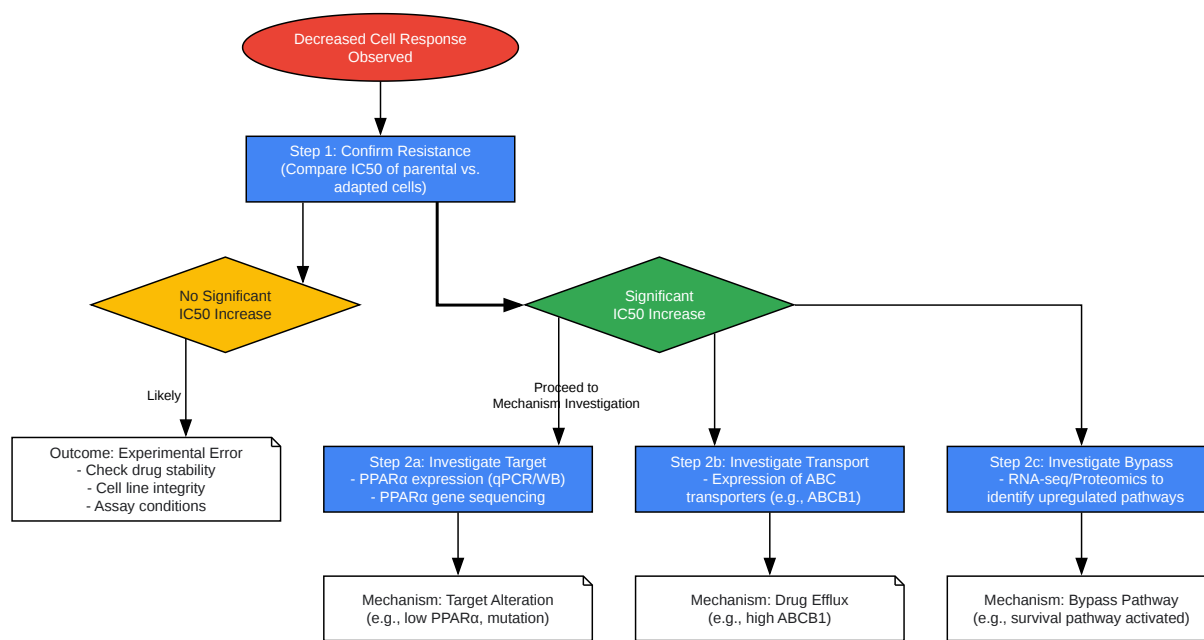 Decreased Cell Response
Observed
Step 1: Confirm Resistance
(Compare IC50 of parental vs.
adapted cells)
No Significant
IC50 Increase
Significant
IC50 Increase
Likely
Proceed to
Mechanism Investigation
Outcome: Experimental Error
- Check drug stability
- Cell line integrity
- Assay conditions
Step 2a: Investigate Target
- PPARα expression (qPCR/WB)
- PPARα gene sequencing
Step 2b: Investigate Transport
- Expression of ABC
transporters (e.g., ABCB1)
Step 2c: Investigate Bypass
- RNA-seq/Proteomics to
identify upregulated pathways
Mechanism: Target Alteration
(e.g., low PPARα, mutation)
Mechanism: Drug Efflux
(e.g., high ABCB1)
Mechanism: Bypass Pathway
(e.g., survival pathway activated)